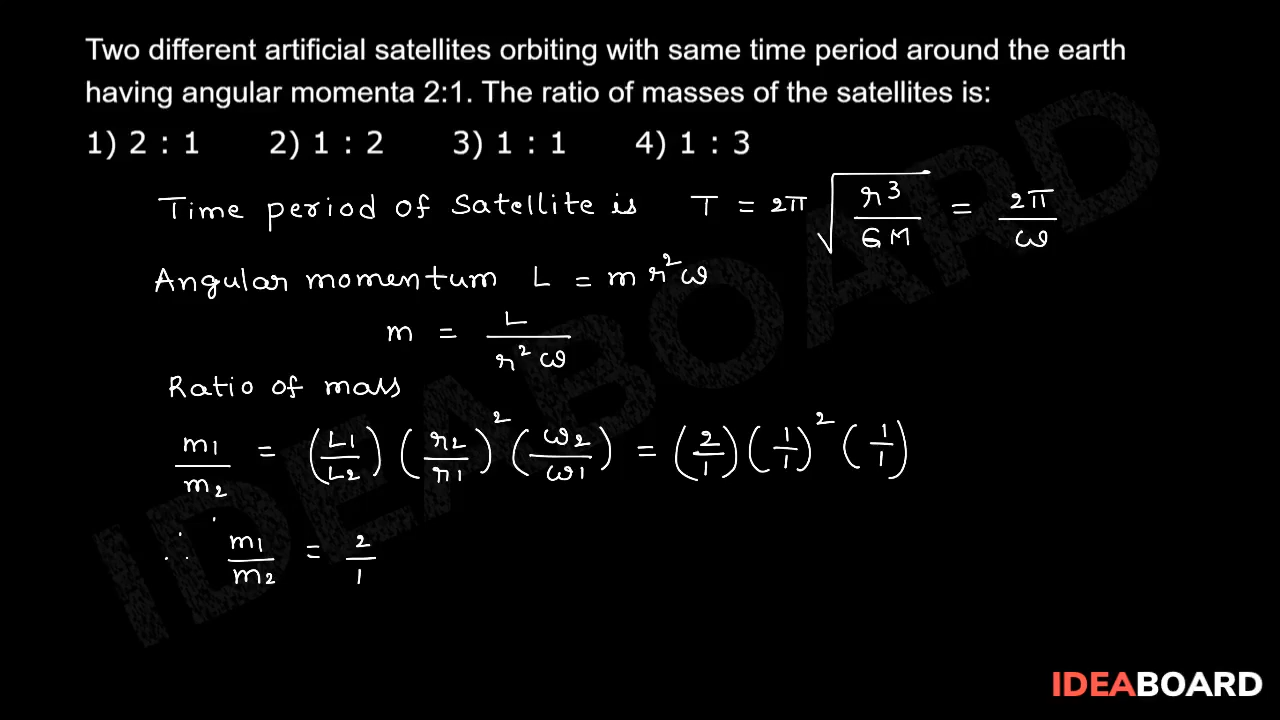 Two different artificial satellites orbiting with same time period around the earth
having angular momenta 2:1. The ratio of masses of the satellites is:
1) 2 : 1 2) 1 : 2 3) 1 : 1 4) 1 : 3
Time period of Satellite is T = 2π √(r³/GM) = 2π/ω
Angular momentum L = m r²ω
m = L/(r²ω)
Ratio of mass
m₁/m₂ = (L₁/L₂) (r₂/r₁)² (ω₂/ω₁) = (2/1) (1/1)² (1/1)
∴ m₁/m₂ = 2/1
IDEABOARD
IDEABOARD